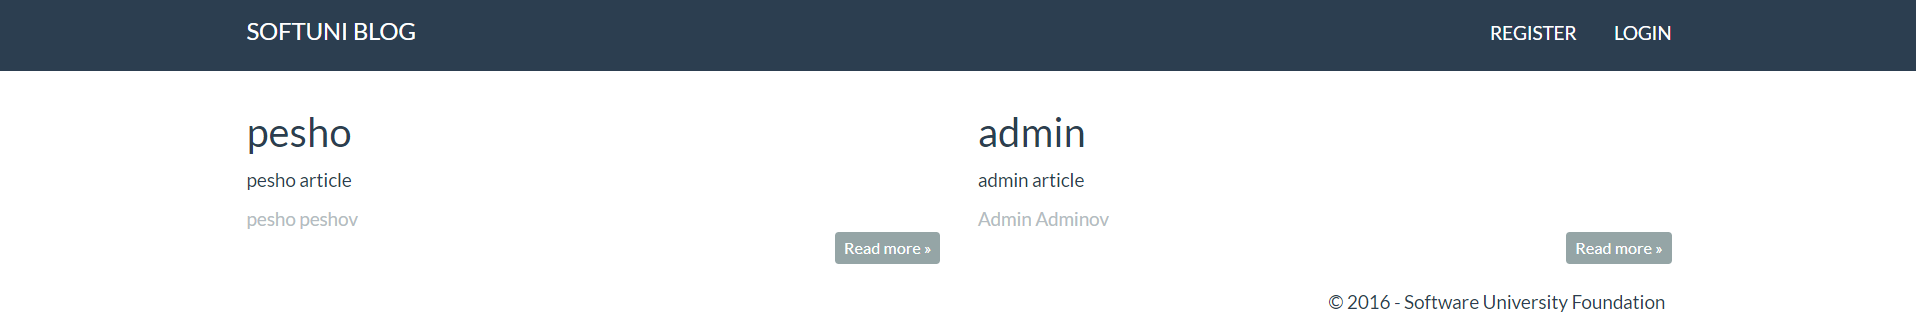 SOFTUNI BLOG
REGISTER LOGIN
pesho
pesho article
pesho peshov
Read more »
admin
admin article
Admin Adminov
Read more »
© 2016 - Software University Foundation